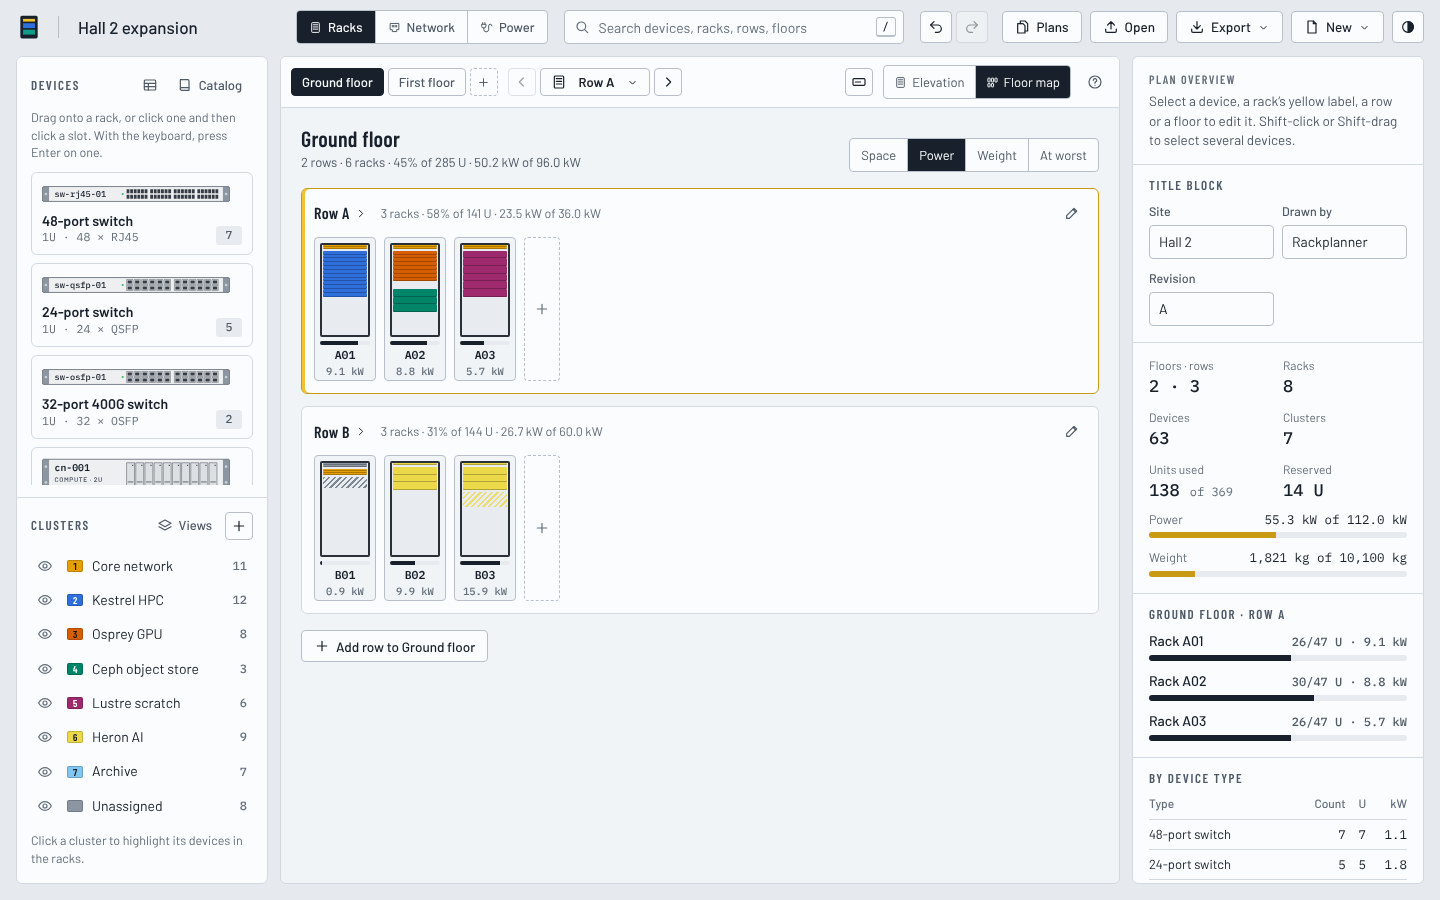 Hall 2 expansion
Racks
Network
Power
Search devices, racks, rows, floors
/
Plans
Open
Export
New
DEVICES
Catalog
Drag onto a rack, or click one and then
click a slot. With the keyboard, press
Enter on one.
sw-rj45-01
48-port switch
1U · 48 × RJ45
7
sw-qsfp-01
24-port switch
1U · 24 × QSFP
5
sw-osfp-01
32-port 400G switch
1U · 32 × OSFP
2
cn-001
COMPUTE·2U
CLUSTERS
Views
1 Core network 11
2 Kestrel HPC 12
3 Osprey GPU 8
4 Ceph object store 3
5 Lustre scratch 6
6 Heron AI 9
7 Archive 7
Unassigned 8
Click a cluster to highlight its devices in
the racks.
Ground floor
First floor
Row A
Elevation
Floor map
Ground floor
2 rows · 6 racks · 45% of 285 U · 50.2 kW of 96.0 kW
Space
Power
Weight
At worst
Row A
3 racks · 58% of 141 U · 23.5 kW of 36.0 kW
A01
9.1 kW
A02
8.8 kW
A03
5.7 kW
Row B
3 racks · 31% of 144 U · 26.7 kW of 60.0 kW
B01
0.9 kW
B02
9.9 kW
B03
15.9 kW
Add row to Ground floor
PLAN OVERVIEW
Select a device, a rack's yellow label, a row
or a floor to edit it. Shift-click or Shift-drag
to select several devices.
TITLE BLOCK
Site
Hall 2
Drawn by
Rackplanner
Revision
A
Floors · rows
2 · 3
Racks
8
Devices
63
Clusters
7
Units used
138 of 369
Reserved
14 U
Power 55.3 kW of 112.0 kW
Weight 1,821 kg of 10,100 kg
GROUND FLOOR · ROW A
Rack A01 26/47 U · 9.1 kW
Rack A02 30/47 U · 8.8 kW
Rack A03 26/47 U · 5.7 kW
BY DEVICE TYPE
Type Count U kW
48-port switch 7 7 1.1
24-port switch 5 5 1.8